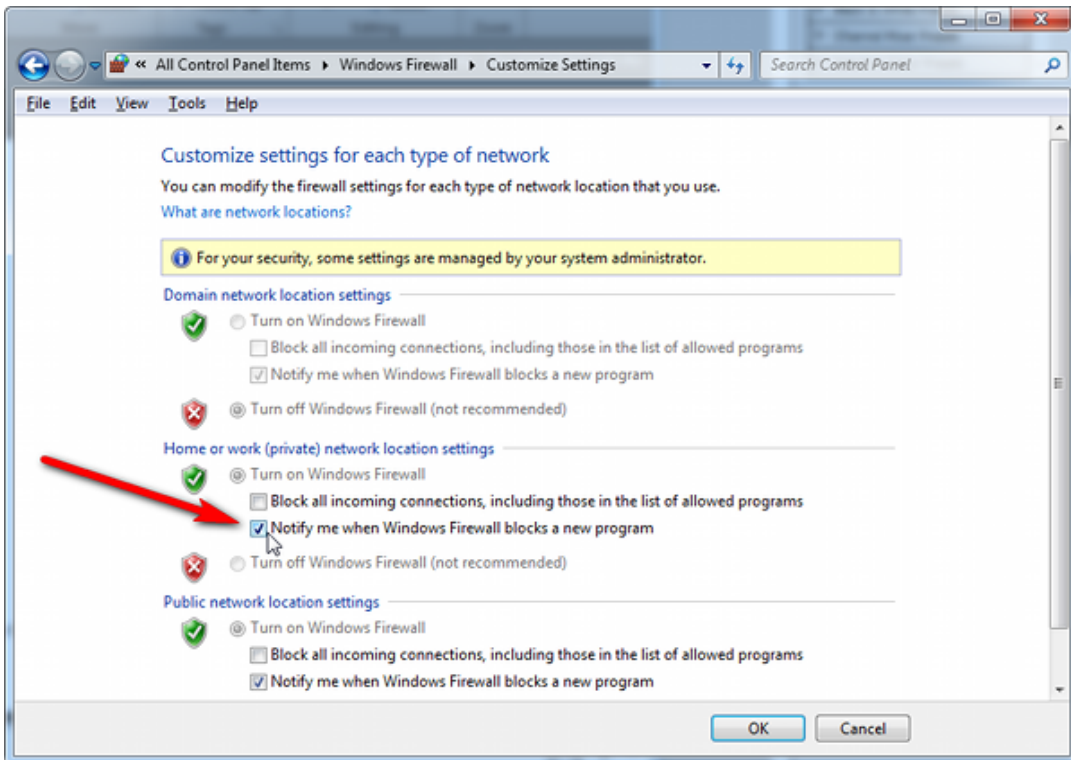 « All Control Panel Items ▸ Windows Firewall ▸ Customize Settings
Search Control Panel
File Edit View Tools Help
Customize settings for each type of network
You can modify the firewall settings for each type of network location that you use.
What are network locations?
For your security, some settings are managed by your system administrator.
Domain network location settings
Turn on Windows Firewall
Block all incoming connections, including those in the list of allowed programs
Notify me when Windows Firewall blocks a new program
Turn off Windows Firewall (not recommended)
Home or work (private) network location settings
Turn on Windows Firewall
Block all incoming connections, including those in the list of allowed programs
Notify me when Windows Firewall blocks a new program
Turn off Windows Firewall (not recommended)
Public network location settings
Turn on Windows Firewall
Block all incoming connections, including those in the list of allowed programs
Notify me when Windows Firewall blocks a new program
OK Cancel